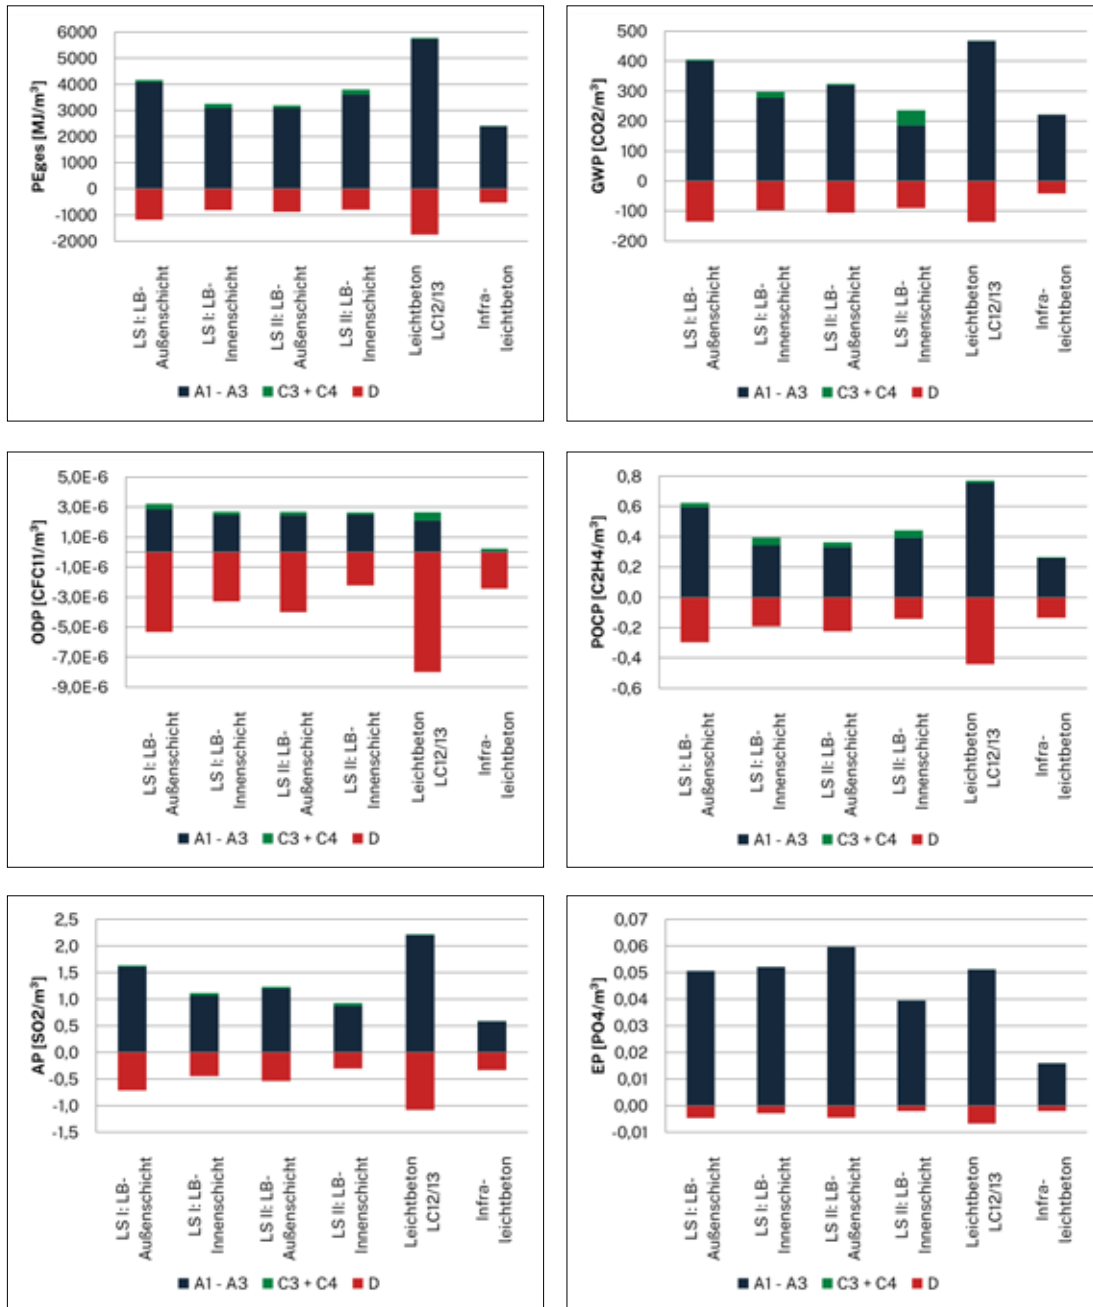 PEges [MJ/m³]
6000
5000
4000
3000
2000
1000
0
-1000
-2000
LS I: LB-
Außenschicht
LS I: LB-
Innenschicht
LS II: LB-
Außenschicht
LS II: LB-
Innenschicht
Leichtbeton
LC12/13
Infra-
leichtbeton
A1 - A3 C3 + C4 D
GWP [CO2/m³]
500
400
300
200
100
0
-100
-200
LS I: LB-
Außenschicht
LS I: LB-
Innenschicht
LS II: LB-
Außenschicht
LS II: LB-
Innenschicht
Leichtbeton
LC12/13
Infra-
leichtbeton
A1 - A3 C3 + C4 D
ODP [CFC11/m³]
5,0E-6
3,0E-6
1,0E-6
-1,0E-6
-3,0E-6
-5,0E-6
-7,0E-6
-9,0E-6
LS I: LB-
Außenschicht
LS I: LB-
Innenschicht
LS II: LB-
Außenschicht
LS II: LB-
Innenschicht
Leichtbeton
LC12/13
Infra-
leichtbeton
A1 - A3 C3 + C4 D
POCP [C2H4/m³]
0,8
0,6
0,4
0,2
0,0
-0,2
-0,4
-0,6
LS I: LB-
Außenschicht
LS I: LB-
Innenschicht
LS II: LB-
Außenschicht
LS II: LB-
Innenschicht
Leichtbeton
LC12/13
Infra-
leichtbeton
A1 - A3 C3 + C4 D
AP [SO2/m³]
2,5
2,0
1,5
1,0
0,5
0,0
-0,5
-1,0
-1,5
LS I: LB-
Außenschicht
LS I: LB-
Innenschicht
LS II: LB-
Außenschicht
LS II: LB-
Innenschicht
Leichtbeton
LC12/13
Infra-
leichtbeton
A1 - A3 C3 + C4 D
EP [PO4/m³]
0,07
0,06
0,05
0,04
0,03
0,02
0,01
0,00
-0,01
LS I: LB-
Außenschicht
LS I: LB-
Innenschicht
LS II: LB-
Außenschicht
LS II: LB-
Innenschicht
Leichtbeton
LC12/13
Infra-
leichtbeton
A1 - A3 C3 + C4 D